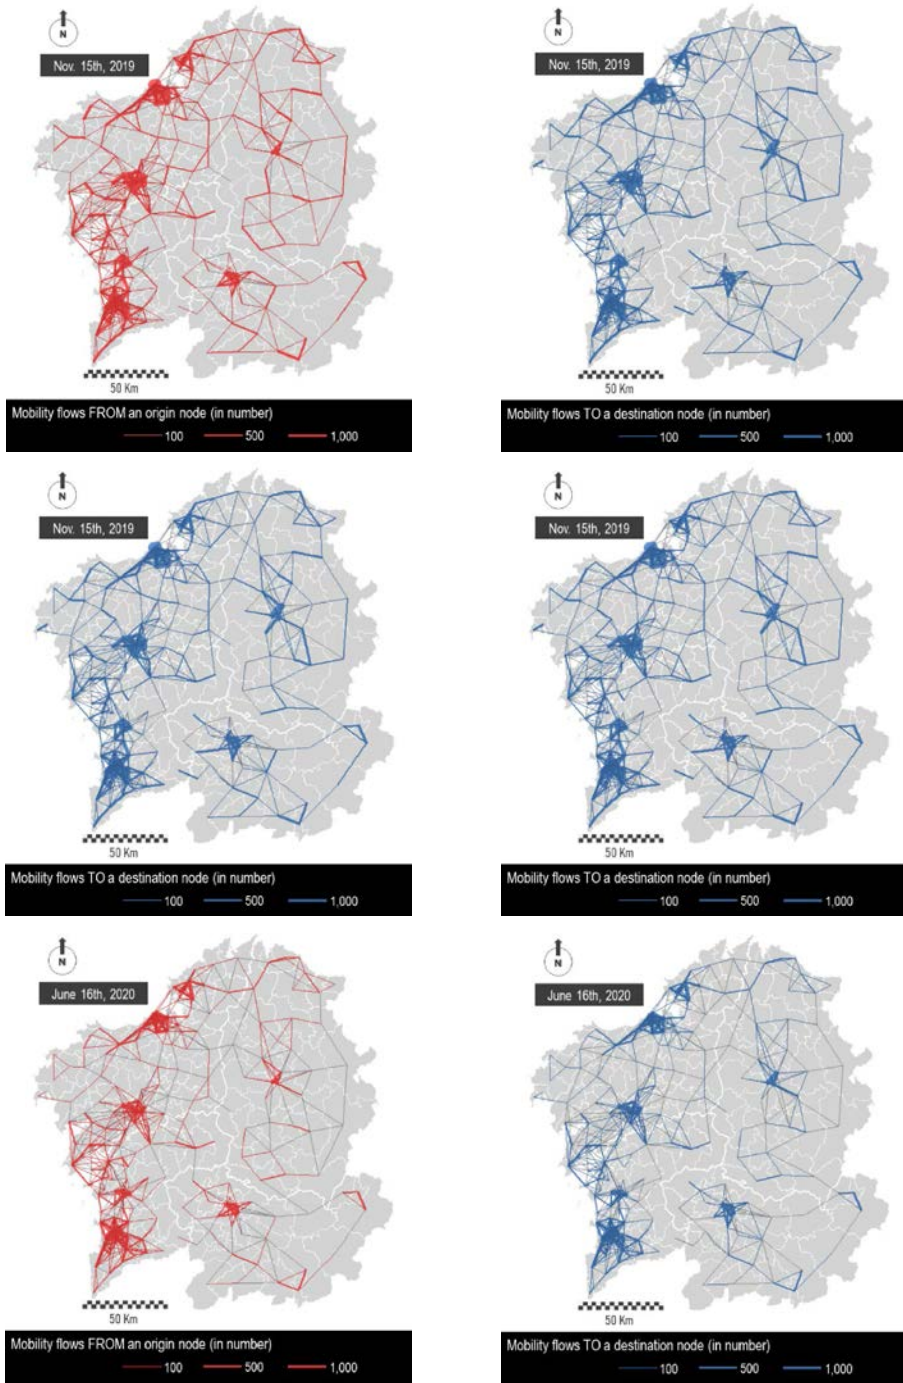 N
Nov. 15th, 2019
50 Km
Mobility flows FROM an origin node (in number)
100 500 1,000
N
Nov. 15th, 2019
50 Km
Mobility flows TO a destination node (in number)
100 500 1,000
N
Nov. 15th, 2019
50 Km
Mobility flows TO a destination node (in number)
100 500 1,000
N
Nov. 15th, 2019
50 Km
Mobility flows TO a destination node (in number)
100 500 1,000
N
June 16th, 2020
50 Km
Mobility flows FROM an origin node (in number)
100 500 1,000
N
June 16th, 2020
50 Km
Mobility flows TO a destination node (in number)
100 500 1,000